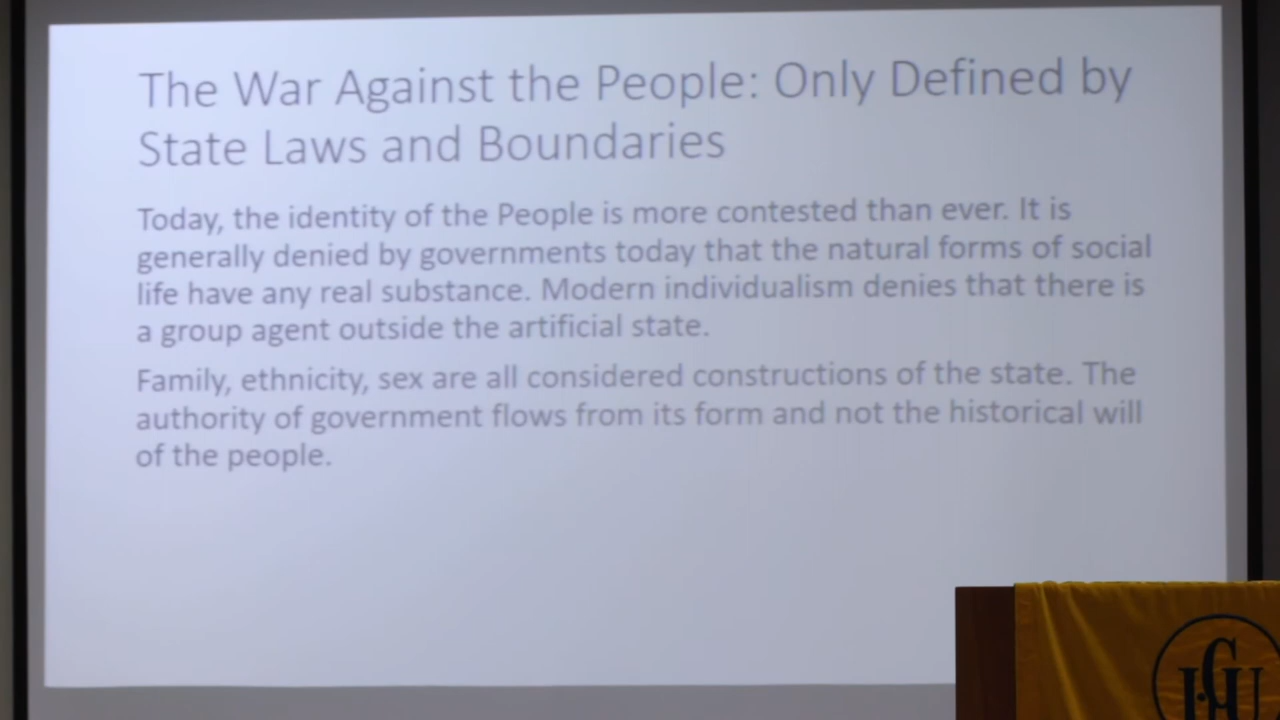 The War Against the People: Only Defined by
State Laws and Boundaries
Today, the identity of the People is more contested than ever. It is
generally denied by governments today that the natural forms of social
life have any real substance. Modern individualism denies that there is
a group agent outside the artificial state.
Family, ethnicity, sex are all considered constructions of the state. The
authority of government flows from its form and not the historical will
of the people.